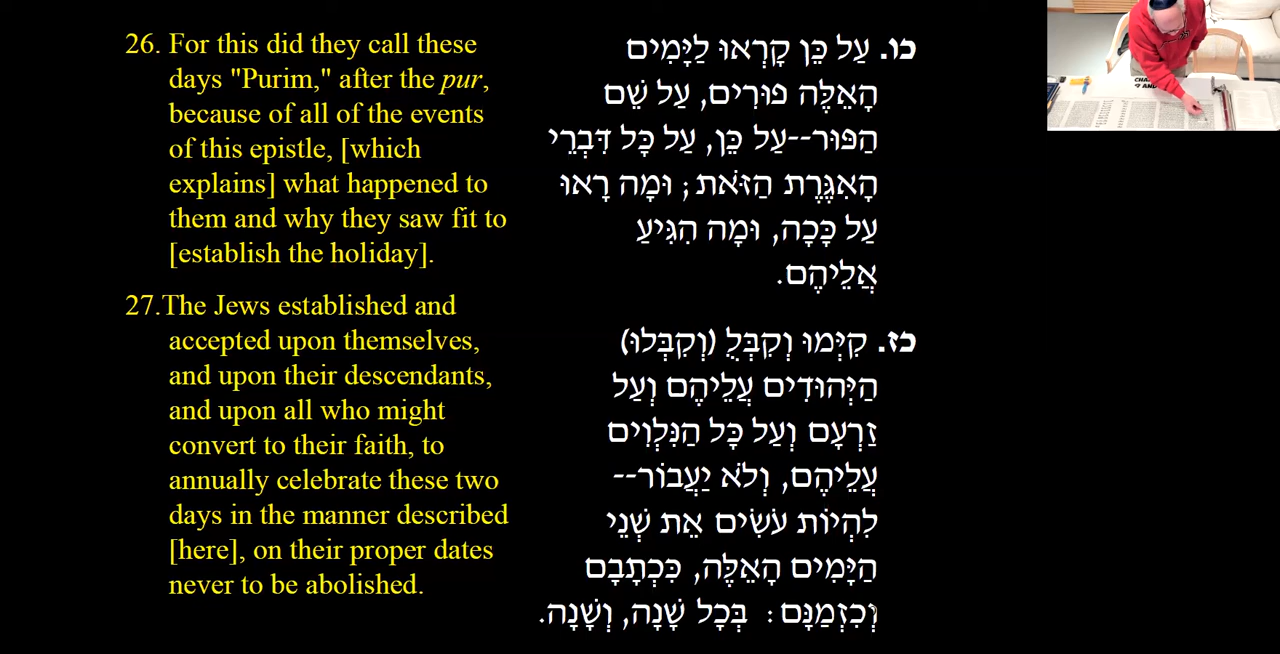 26. For this did they call these
days "Purim," after the pur,
because of all of the events
of this epistle, [which
explains] what happened to
them and why they saw fit to
[establish the holiday].
27.The Jews established and
accepted upon themselves,
and upon their descendants,
and upon all who might
convert to their faith, to
annually celebrate these two
days in the manner described
[here], on their proper dates
never to be abolished.
כו. עַל כֵּן קָרְאוּ לַיָּמִים
הָאֵלֶּה פוּרִים, עַל שֵׁם
הַפּוּר--עַל כֵּן, עַל כָּל דִּבְרֵי
הָאִגֶּרֶת הַזֹּאת; וּמָה רָאוּ
עַל כָּכָה, וּמָה הִגִּיעַ
אֲלֵיהֶם.
כז. קִיְּמוּ וְקִבְּלֻ (וְקִבְּלוּ)
הַיְּהוּדִים עֲלֵיהֶם וְעַל
זַרְעָם וְעַל כָּל הַנִּלְוִים
עֲלֵיהֶם, וְלֹא יַעֲבוֹר--
לִהְיוֹת עֹשִׂים אֵת שְׁנֵי
הַיָּמִים הָאֵלֶּה, כִּכְתָבָם
וְכִזְמַנָּם: בְּכָל שָׁנָה, וְשָׁנָה.